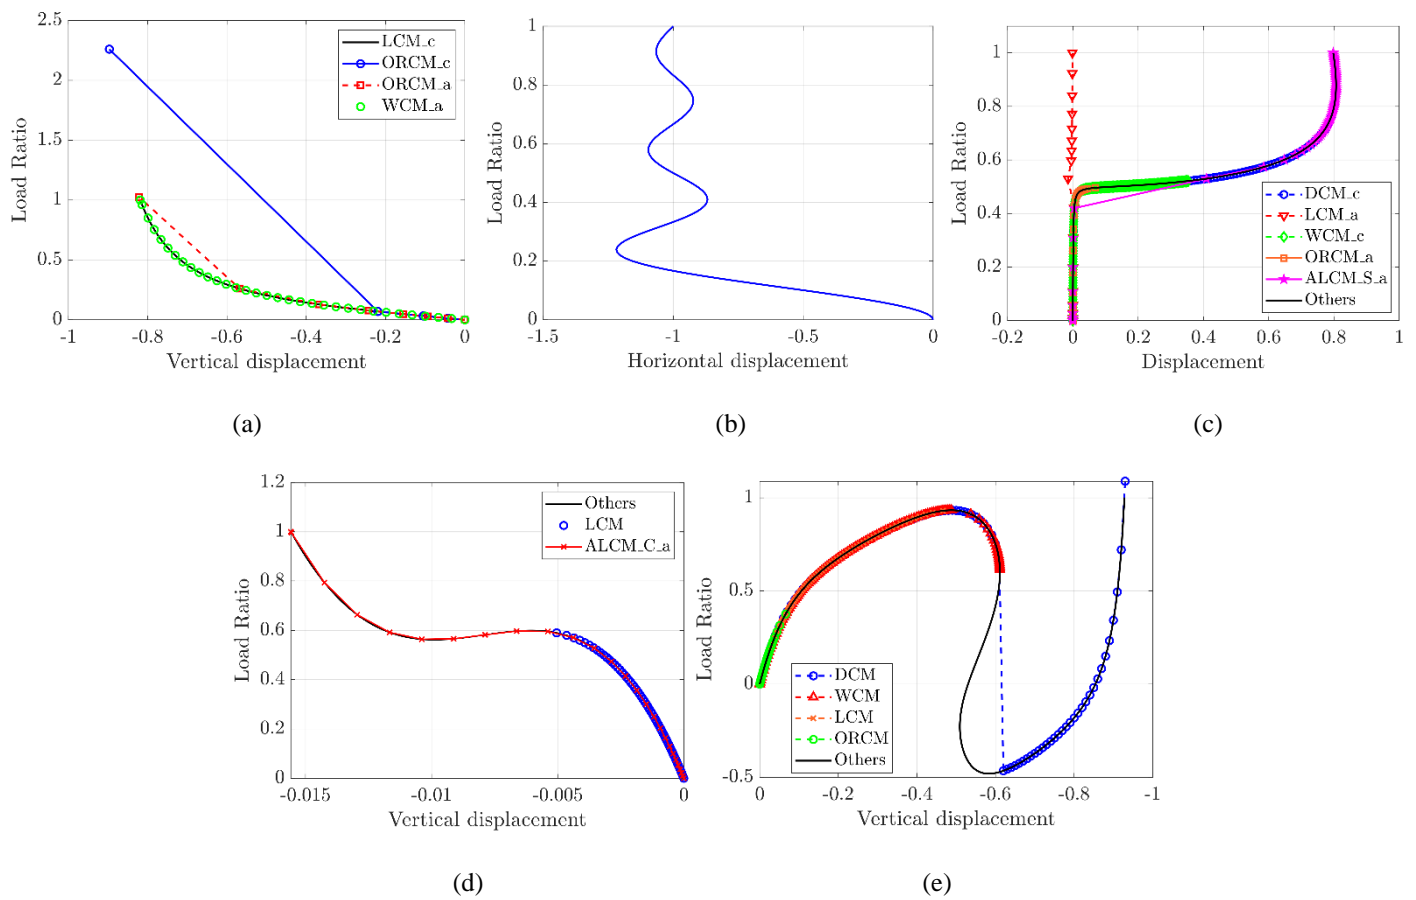 2.5
2
1.5
1
0.5
0
-1
-0.8
-0.6
-0.4
-0.2
0
Load Ratio
Vertical displacement
LCM_c
ORCM_c
ORCM_a
WCM_a
(a)
1
0.8
0.6
0.4
0.2
0
-1.5
-1
-0.5
0
Load Ratio
Horizontal displacement
(b)
1
0.8
0.6
0.4
0.2
0
-0.2
0
0.2
0.4
0.6
0.8
1
Load Ratio
Displacement
DCM_c
LCM_a
WCM_c
ORCM_a
ALCM_S_a
Others
(c)
1.2
1
0.8
0.6
0.4
0.2
0
-0.015
-0.01
-0.005
0
Load Ratio
Vertical displacement
Others
LCM
ALCM_C_a
(d)
1
0.5
0
-0.5
0
-0.2
-0.4
-0.6
-0.8
-1
Load Ratio
Vertical displacement
DCM
WCM
LCM
ORCM
Others
(e)